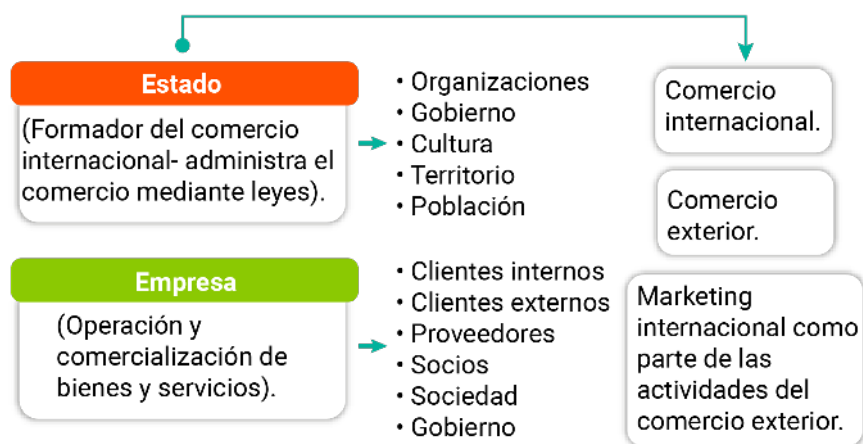 Estado
(Formador del comercio
internacional- administra el
comercio mediante leyes).
• Organizaciones
• Gobierno
• Cultura
• Territorio
• Población
Comercio
internacional.
Comercio
exterior.
Empresa
(Operación y
comercialización de
bienes y servicios).
• Clientes internos
• Clientes externos
• Proveedores
• Socios
• Sociedad
• Gobierno
Marketing
internacional como
parte de las
actividades del
comercio exterior.